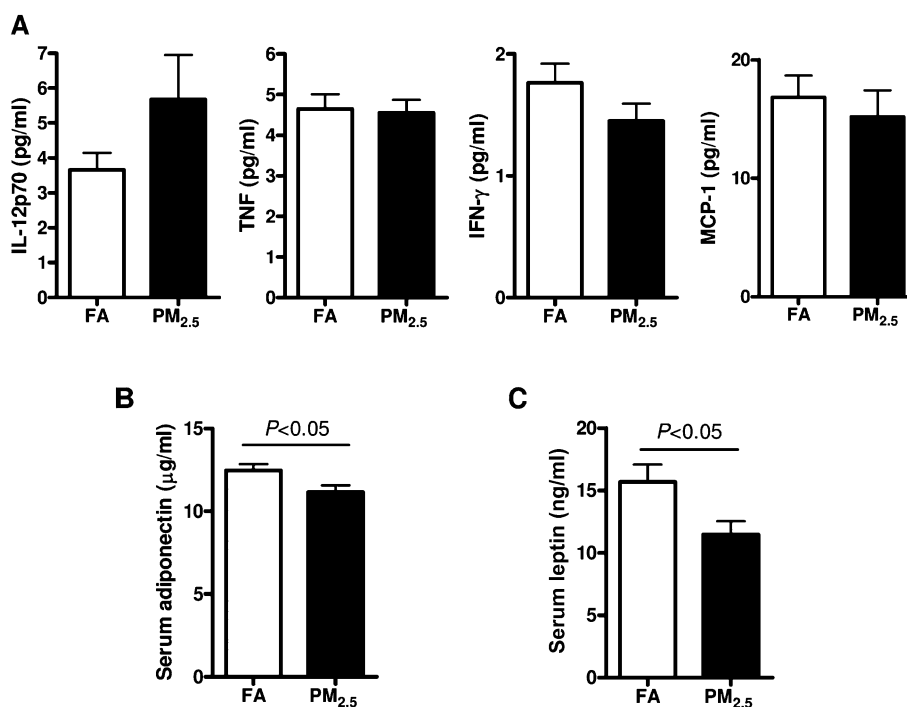 A
IL-12p70 (pg/ml)
7
6
5
4
3
2
1
0
FA
PM2.5
TNF (pg/ml)
6
5
4
3
2
1
0
FA
PM2.5
IFN-γ (pg/ml)
2
1
0
FA
PM2.5
MCP-1 (pg/ml)
20
10
0
FA
PM2.5
B
Serum adiponectin (μg/ml)
15
10
5
0
P<0.05
FA
PM2.5
C
Serum leptin (ng/ml)
20
15
10
5
0
P<0.05
FA
PM2.5